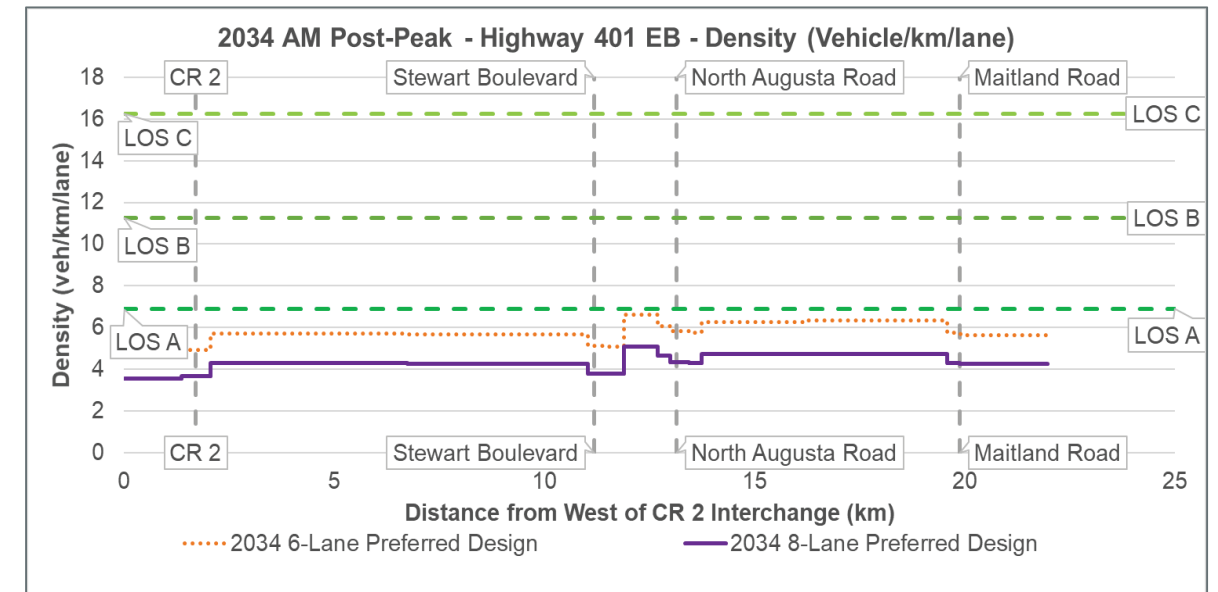 2034 AM Post-Peak - Highway 401 EB - Density (Vehicle/km/lane)
18
CR 2
Stewart Boulevard
North Augusta Road
Maitland Road
16
LOS C
LOS C
14
12
LOS B
LOS B
10
8
6
LOS A
LOS A
4
2
0
CR 2
Stewart Boulevard
North Augusta Road
Maitland Road
Density (veh/km/lane)
0
5
10
15
20
25
Distance from West of CR 2 Interchange (km)
2034 6-Lane Preferred Design
2034 8-Lane Preferred Design